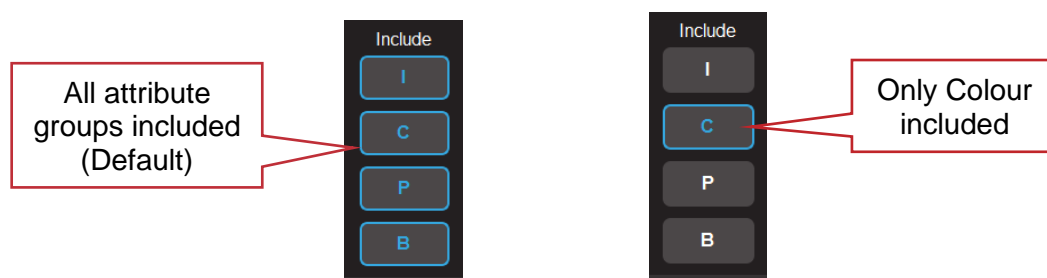 All attribute
groups included
(Default)
Include
I
C
P
B
Include
I
C
P
B
Only Colour
included